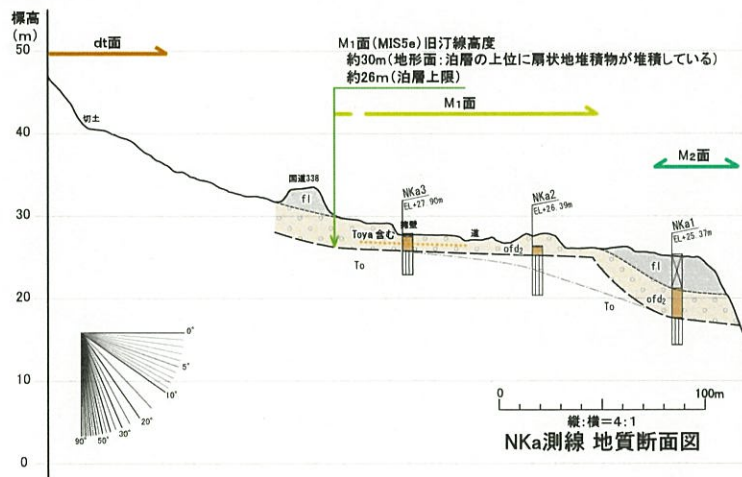 標高
(m)
dt面
50
M₁面(MIS5e)旧汀線高度
約30m(地形面:泊層の上位に扇状地堆積物が堆積している)
約26m(泊層上限)
M₁面
切土
40
M₂面
国道338
fl
NKa3
EL+27.90m
擁壁
NKa2
EL+26.39m
NKa1
EL+25.37m
30
Toya 含む
道
ofd₂
fl
To
ofd₂
To
20
0°
5°
10°
20°
30°
50°
90°
10
0
100m
縦:横=4:1
NKa測線 地質断面図
0